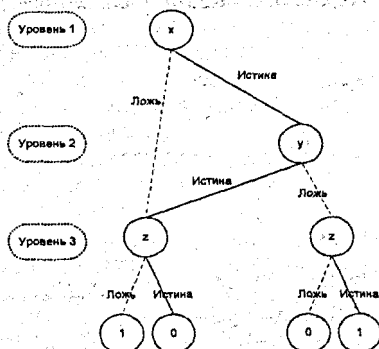 Уровень 1
x
Истина
Ложь
Уровень 2
y
Истина
Ложь
Уровень 3
z
z
Ложь
Истина
Ложь
Истина
1
0
0
1